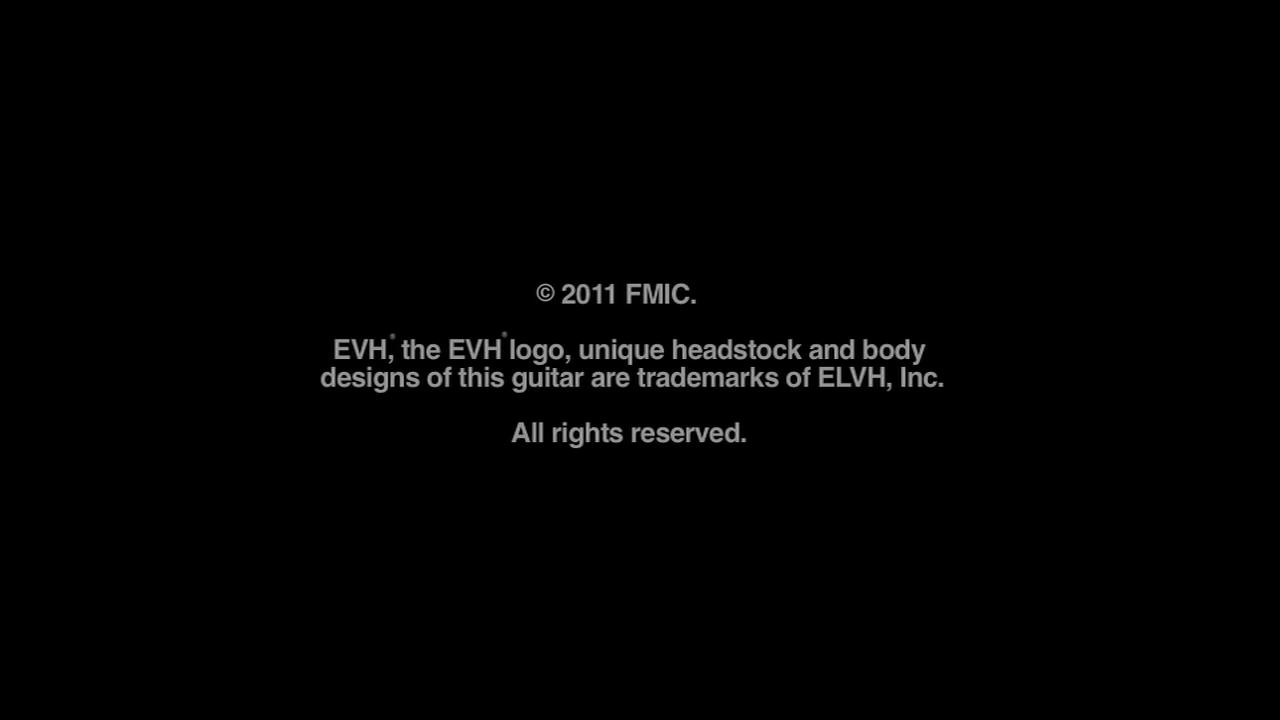 © 2011 FMIC.
EVH,® the EVH® logo, unique headstock and body
designs of this guitar are trademarks of ELVH, Inc.
All rights reserved.